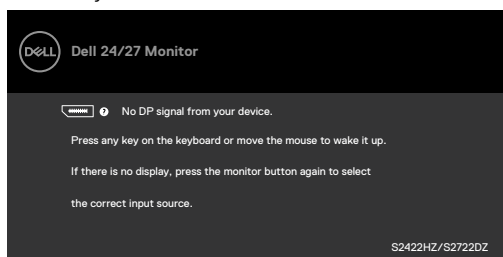 DELL Dell 24/27 Monitor
? No DP signal from your device.
Press any key on the keyboard or move the mouse to wake it up.
If there is no display, press the monitor button again to select
the correct input source.
S2422HZ/S2722DZ